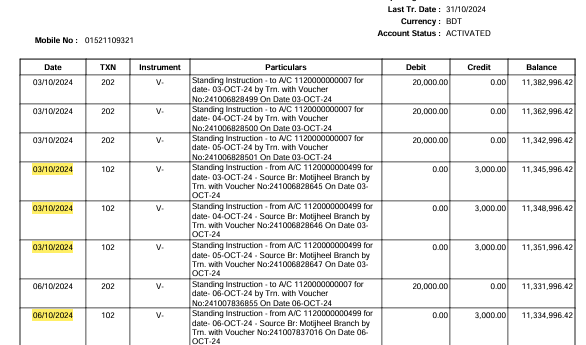 Last Tr. Date : 31/10/2024
Currency : BDT
Account Status : ACTIVATED
Mobile No : 01521109321
Date TXN Instrument Particulars Debit Credit Balance
03/10/2024 202 V- Standing Instruction - to A/C 1120000000007 for 20,000.00 0.00 11,382,996.42
date- 03-OCT-24 by Trn. with Voucher
No:241006828499 On Date 03-OCT-24
03/10/2024 202 V- Standing Instruction - to A/C 1120000000007 for 20,000.00 0.00 11,362,996.42
date- 04-OCT-24 by Trn. with Voucher
No:241006828500 On Date 03-OCT-24
03/10/2024 202 V- Standing Instruction - to A/C 1120000000007 for 20,000.00 0.00 11,342,996.42
date- 05-OCT-24 by Trn. with Voucher
No:241006828501 On Date 03-OCT-24
03/10/2024 102 V- Standing Instruction - from A/C 1120000000499 for 0.00 3,000.00 11,345,996.42
date- 03-OCT-24 - Source Br: Motijheel Branch by
Trn. with Voucher No:241006828645 On Date 03-
OCT-24
03/10/2024 102 V- Standing Instruction - from A/C 1120000000499 for 0.00 3,000.00 11,348,996.42
date- 04-OCT-24 - Source Br: Motijheel Branch by
Trn. with Voucher No:241006828646 On Date 03-
OCT-24
03/10/2024 102 V- Standing Instruction - from A/C 1120000000499 for 0.00 3,000.00 11,351,996.42
date- 05-OCT-24 - Source Br: Motijheel Branch by
Trn. with Voucher No:241006828647 On Date 03-
OCT-24
06/10/2024 202 V- Standing Instruction - to A/C 1120000000007 for 20,000.00 0.00 11,331,996.42
date- 06-OCT-24 by Trn. with Voucher
No:241007836855 On Date 06-OCT-24
06/10/2024 102 V- Standing Instruction - from A/C 1120000000499 for 0.00 3,000.00 11,334,996.42
date- 06-OCT-24 - Source Br: Motijheel Branch by
Trn. with Voucher No:241007837016 On Date 06-
OCT-24